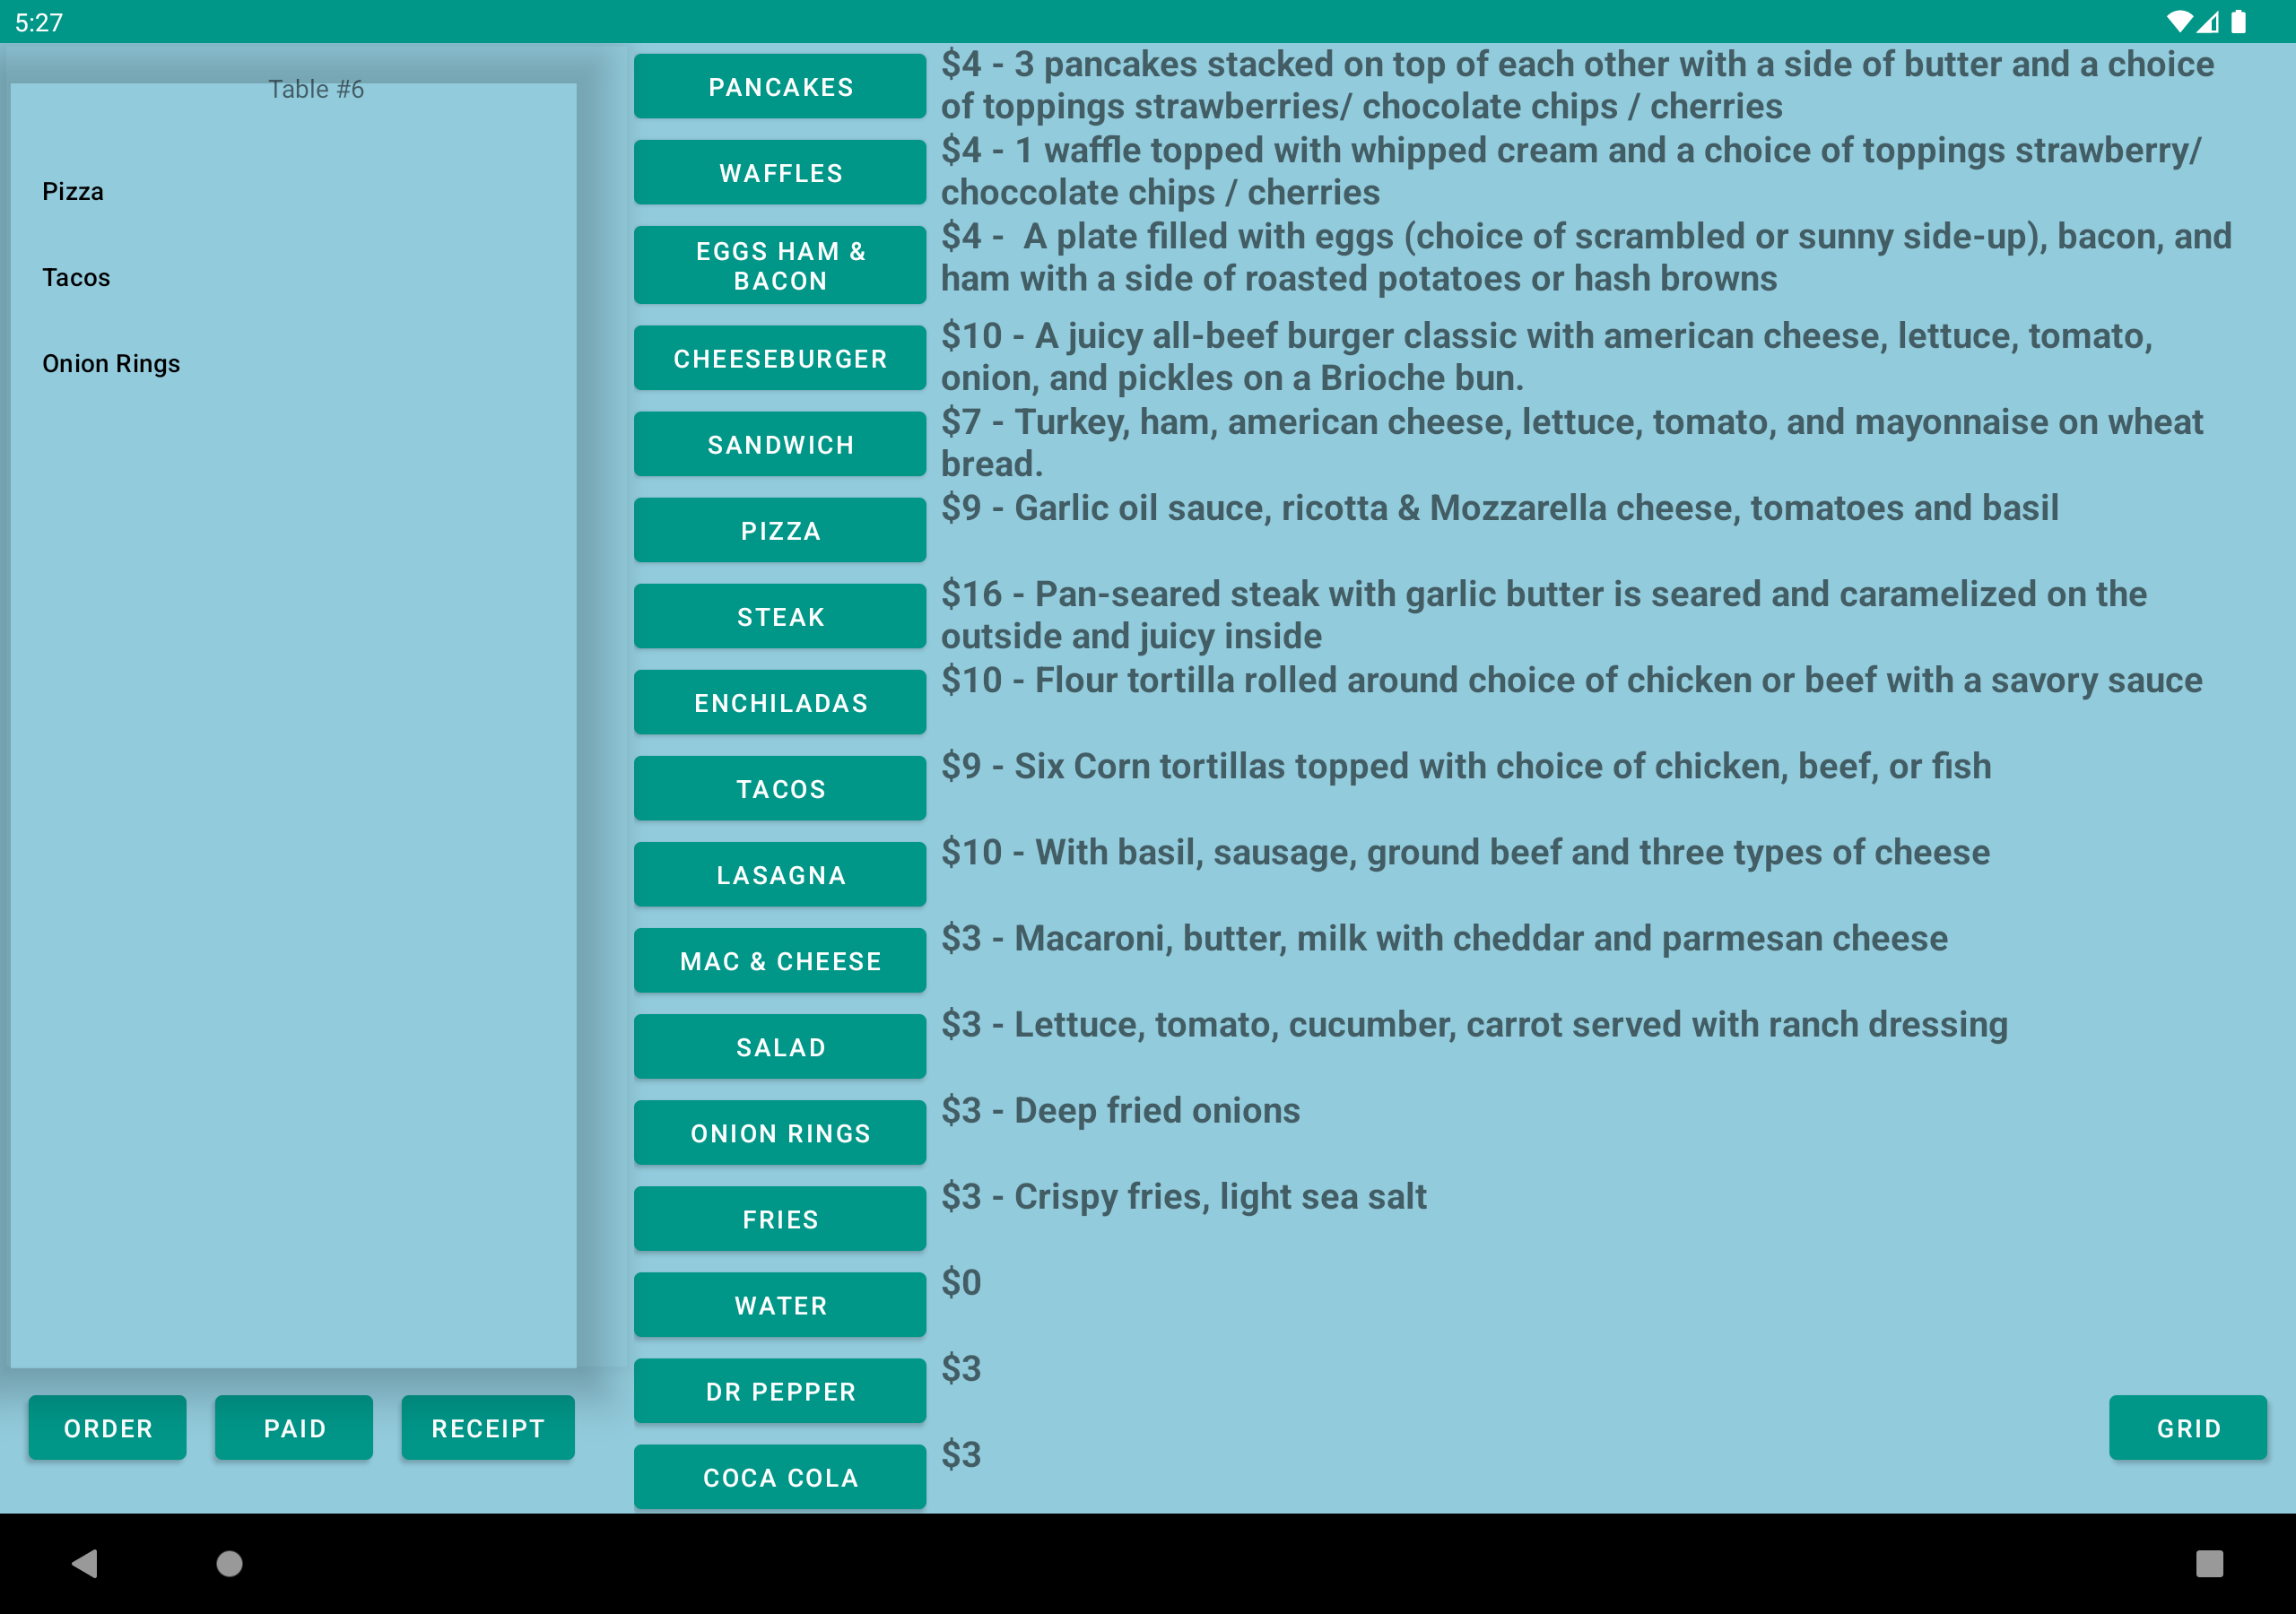 5:27
Table #6
Pizza
Tacos
Onion Rings
ORDER
PAID
RECEIPT
PANCAKES
$4 - 3 pancakes stacked on top of each other with a side of butter and a choice
of toppings strawberries/ chocolate chips / cherries
WAFFLES
$4 - 1 waffle topped with whipped cream and a choice of toppings strawberry/
choccolate chips / cherries
EGGS HAM &
BACON
$4 -  A plate filled with eggs (choice of scrambled or sunny side-up), bacon, and
ham with a side of roasted potatoes or hash browns
CHEESEBURGER
$10 - A juicy all-beef burger classic with american cheese, lettuce, tomato,
onion, and pickles on a Brioche bun.
SANDWICH
$7 - Turkey, ham, american cheese, lettuce, tomato, and mayonnaise on wheat
bread.
PIZZA
$9 - Garlic oil sauce, ricotta & Mozzarella cheese, tomatoes and basil
STEAK
$16 - Pan-seared steak with garlic butter is seared and caramelized on the
outside and juicy inside
ENCHILADAS
$10 - Flour tortilla rolled around choice of chicken or beef with a savory sauce
TACOS
$9 - Six Corn tortillas topped with choice of chicken, beef, or fish
LASAGNA
$10 - With basil, sausage, ground beef and three types of cheese
MAC & CHEESE
$3 - Macaroni, butter, milk with cheddar and parmesan cheese
SALAD
$3 - Lettuce, tomato, cucumber, carrot served with ranch dressing
ONION RINGS
$3 - Deep fried onions
FRIES
$3 - Crispy fries, light sea salt
WATER
$0
DR PEPPER
$3
COCA COLA
$3
GRID